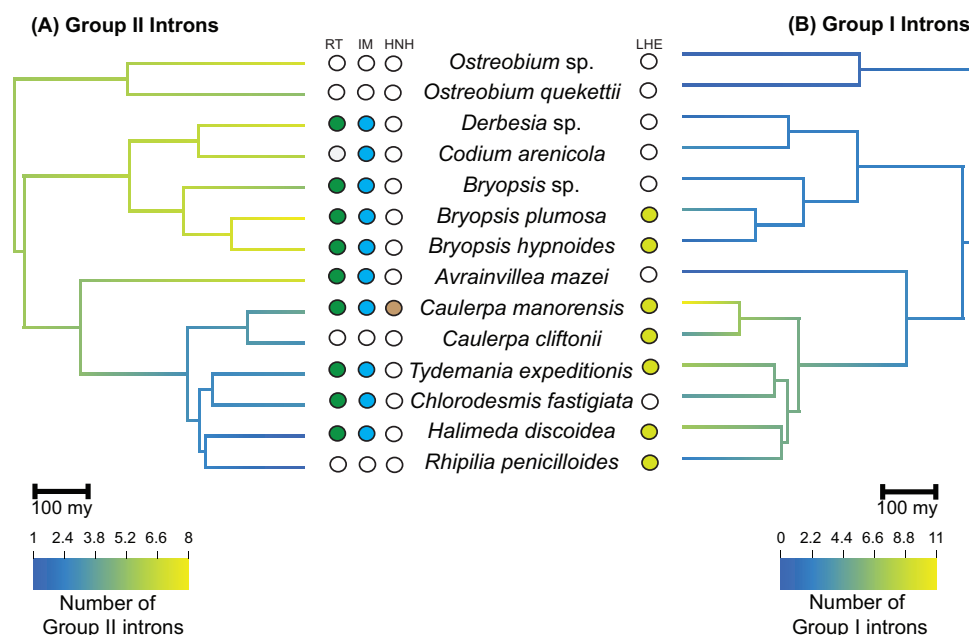 (A) Group II Introns
(B) Group I Introns
RT IM HNH
LHE
Ostreobium sp.
Ostreobium quekettii
Derbesia sp.
Codium arenicola
Bryopsis sp.
Bryopsis plumosa
Bryopsis hypnoides
Avrainvillea mazei
Caulerpa manorensis
Caulerpa cliftonii
Tydemania expeditionis
Chlorodesmis fastigiata
Halimeda discoidea
Rhipilia penicilloides
100 my
1 2.4 3.8 5.2 6.6 8
Number of
Group II introns
100 my
0 2.2 4.4 6.6 8.8 11
Number of
Group I introns